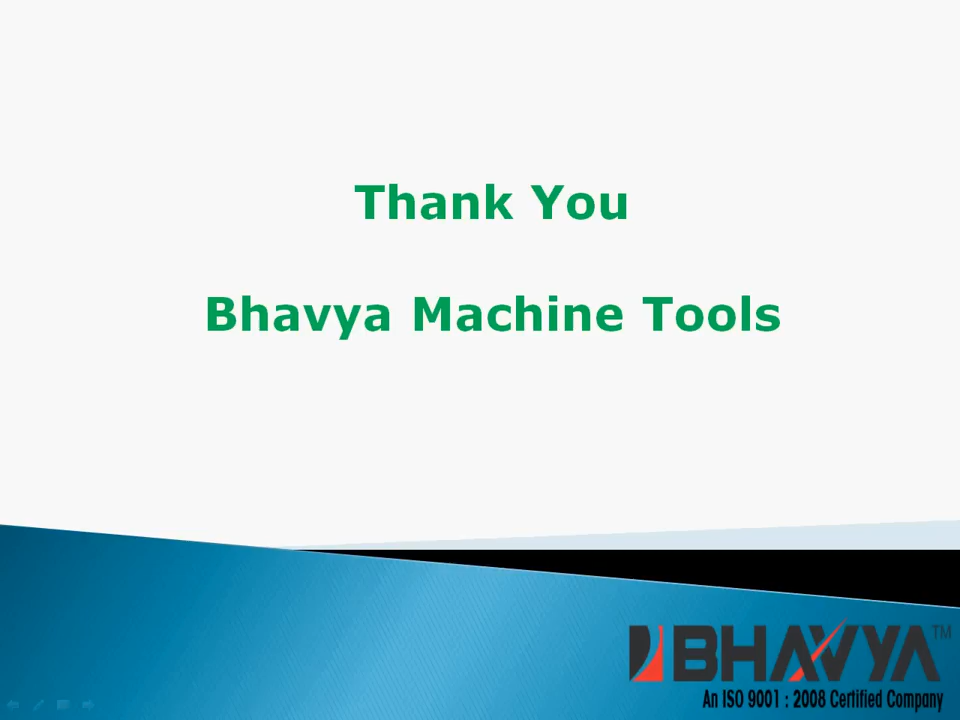 Thank You
Bhavya Machine Tools
BHAVYA™
An ISO 9001 : 2008 Certified Company